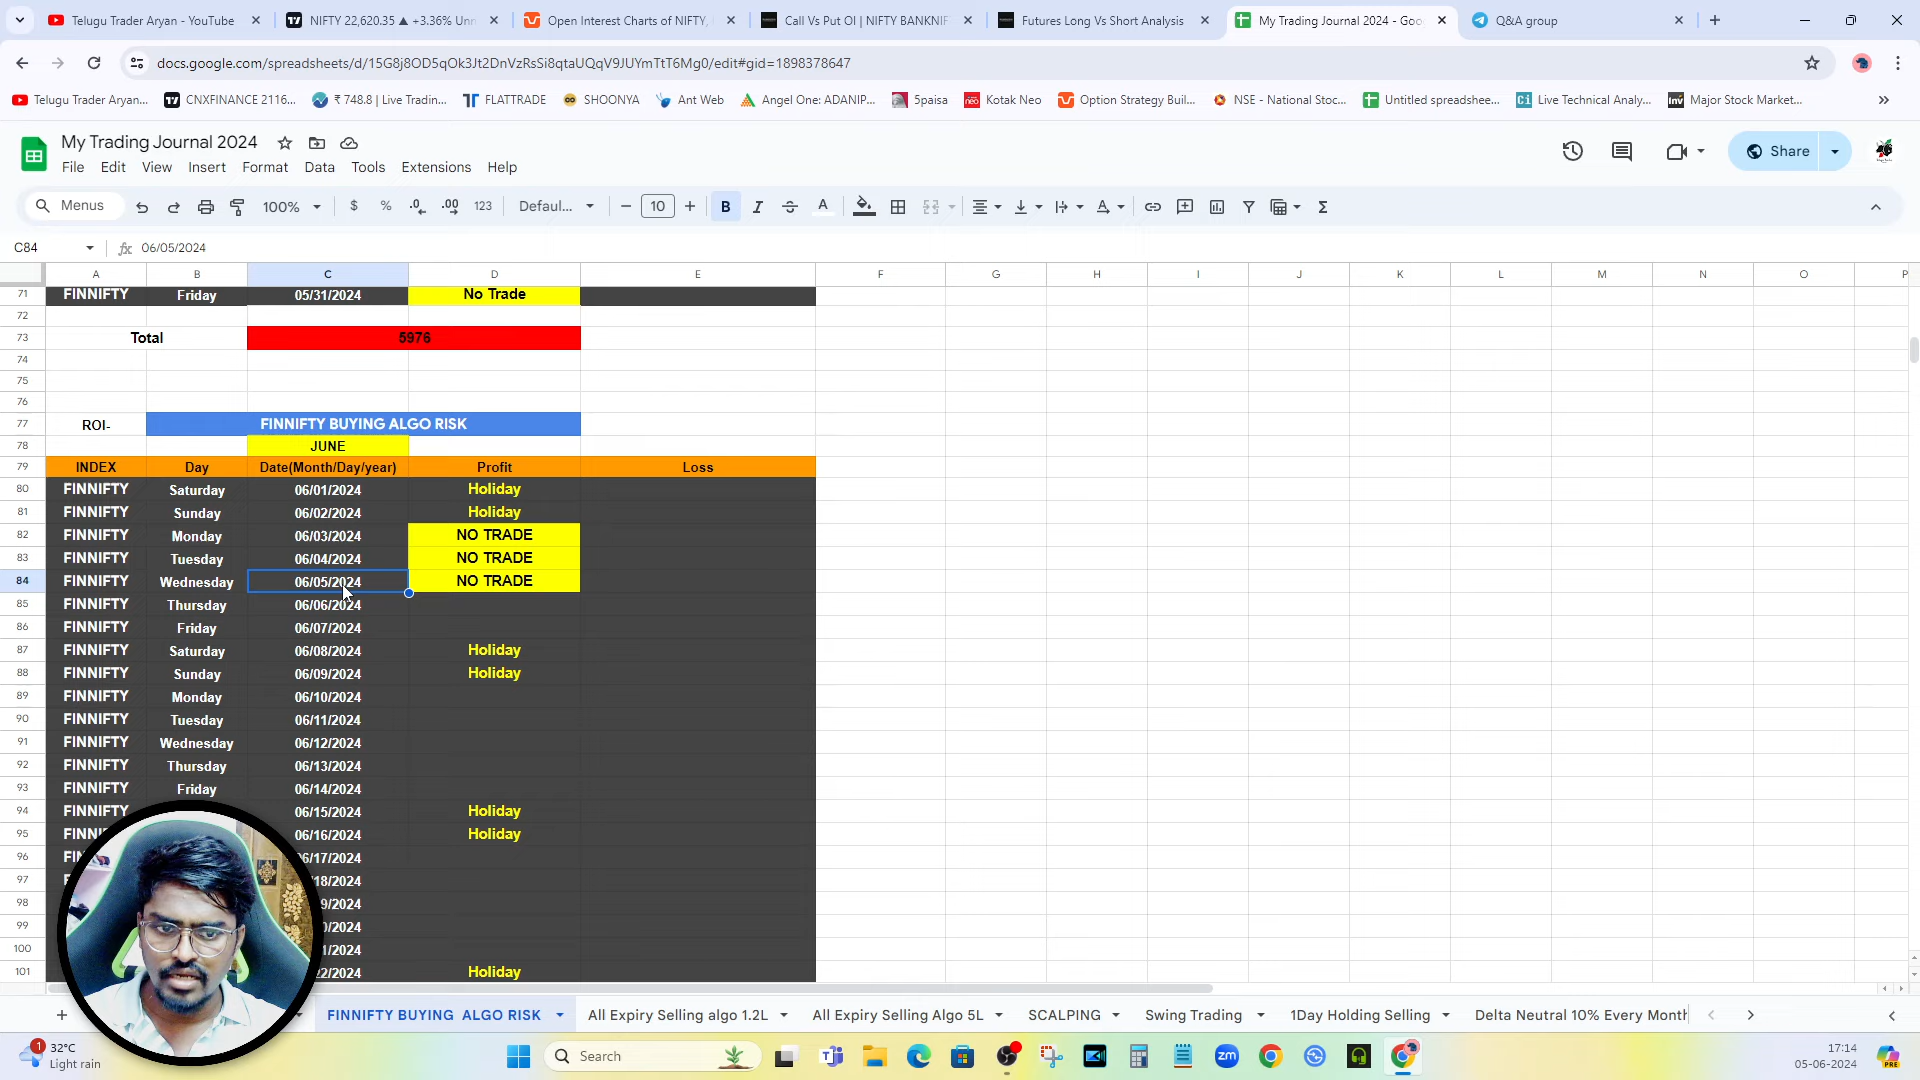 Telugu Trader Aryan - YouTube
NIFTY 22,620.35 ▲ +3.36% Unn
Open Interest Charts of NIFTY,
Call Vs Put OI | NIFTY BANKNIF
Futures Long Vs Short Analysis
My Trading Journal 2024 - Goo
Q&A group
docs.google.com/spreadsheets/d/15G8j8OD5qOk3Jt2DnVzRsSi8qtaUQqV9JUYmTtT6Mg0/edit#gid=1898378647
Telugu Trader Aryan...
CNXFINANCE 2116...
₹ 748.8 | Live Tradin...
FLATTRADE
SHOONYA
Ant Web
Angel One: ADANIP...
5paisa
Kotak Neo
Option Strategy Buil...
NSE - National Stoc...
Untitled spreadshee...
Live Technical Analy...
Major Stock Market...
My Trading Journal 2024
File Edit View Insert Format Data Tools Extensions Help
Share
Menus 100% $ % .0 .00 123 Defaul... 10 B I
C84 fx 06/05/2024
A B C D E F G H I J K L M N O P
71 FINNIFTY Friday 05/31/2024 No Trade
72
73 Total 5976
74
75
76
77 ROI- FINNIFTY BUYING ALGO RISK
78 JUNE
79 INDEX Day Date(Month/Day/year) Profit Loss
80 FINNIFTY Saturday 06/01/2024 Holiday
81 FINNIFTY Sunday 06/02/2024 Holiday
82 FINNIFTY Monday 06/03/2024 NO TRADE
83 FINNIFTY Tuesday 06/04/2024 NO TRADE
84 FINNIFTY Wednesday 06/05/2024 NO TRADE
85 FINNIFTY Thursday 06/06/2024
86 FINNIFTY Friday 06/07/2024
87 FINNIFTY Saturday 06/08/2024 Holiday
88 FINNIFTY Sunday 06/09/2024 Holiday
89 FINNIFTY Monday 06/10/2024
90 FINNIFTY Tuesday 06/11/2024
91 FINNIFTY Wednesday 06/12/2024
92 FINNIFTY Thursday 06/13/2024
93 FINNIFTY Friday 06/14/2024
94 FINNIFTY 06/15/2024 Holiday
95 06/16/2024 Holiday
96 /17/2024
97 18/2024
98 9/2024
99 0/2024
100 1/2024
101 22/2024 Holiday
FINNIFTY BUYING ALGO RISK
All Expiry Selling algo 1.2L
All Expiry Selling Algo 5L
SCALPING
Swing Trading
1Day Holding Selling
Delta Neutral 10% Every Month
1
32°C
Light rain
Search
17:14
05-06-2024